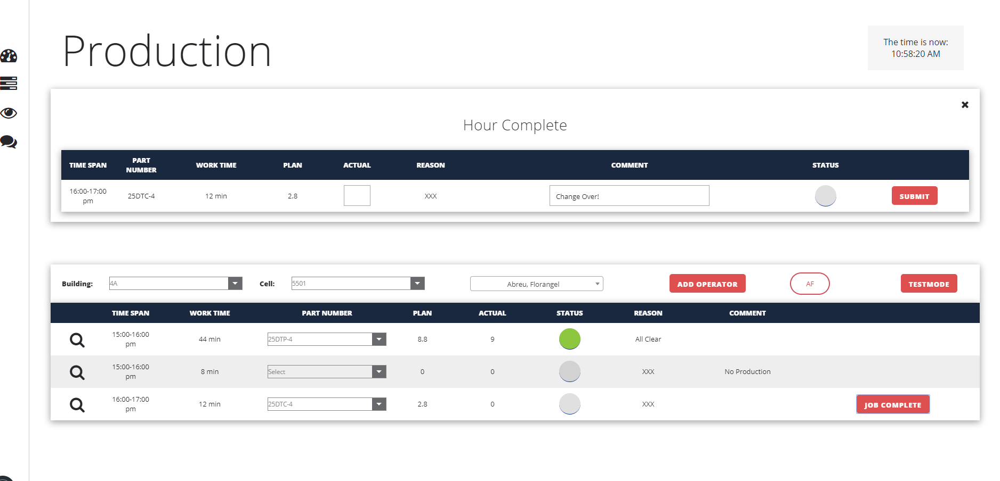 Production
The time is now:
10:58:20 AM
Hour Complete
TIME SPAN PART NUMBER WORK TIME PLAN ACTUAL REASON COMMENT STATUS
16:00-17:00 pm 25DTC-4 12 min 2.8 XXX Change Over! SUBMIT
Building: 4A Cell: 5501 Abreu, Florangel ADD OPERATOR AF TESTMODE
TIME SPAN WORK TIME PART NUMBER PLAN ACTUAL STATUS REASON COMMENT
15:00-16:00 pm 44 min 25DTP-4 8.8 9 All Clear
15:00-16:00 pm 8 min Select 0 0 XXX No Production
16:00-17:00 pm 12 min 25DTC-4 2.8 0 XXX JOB COMPLETE